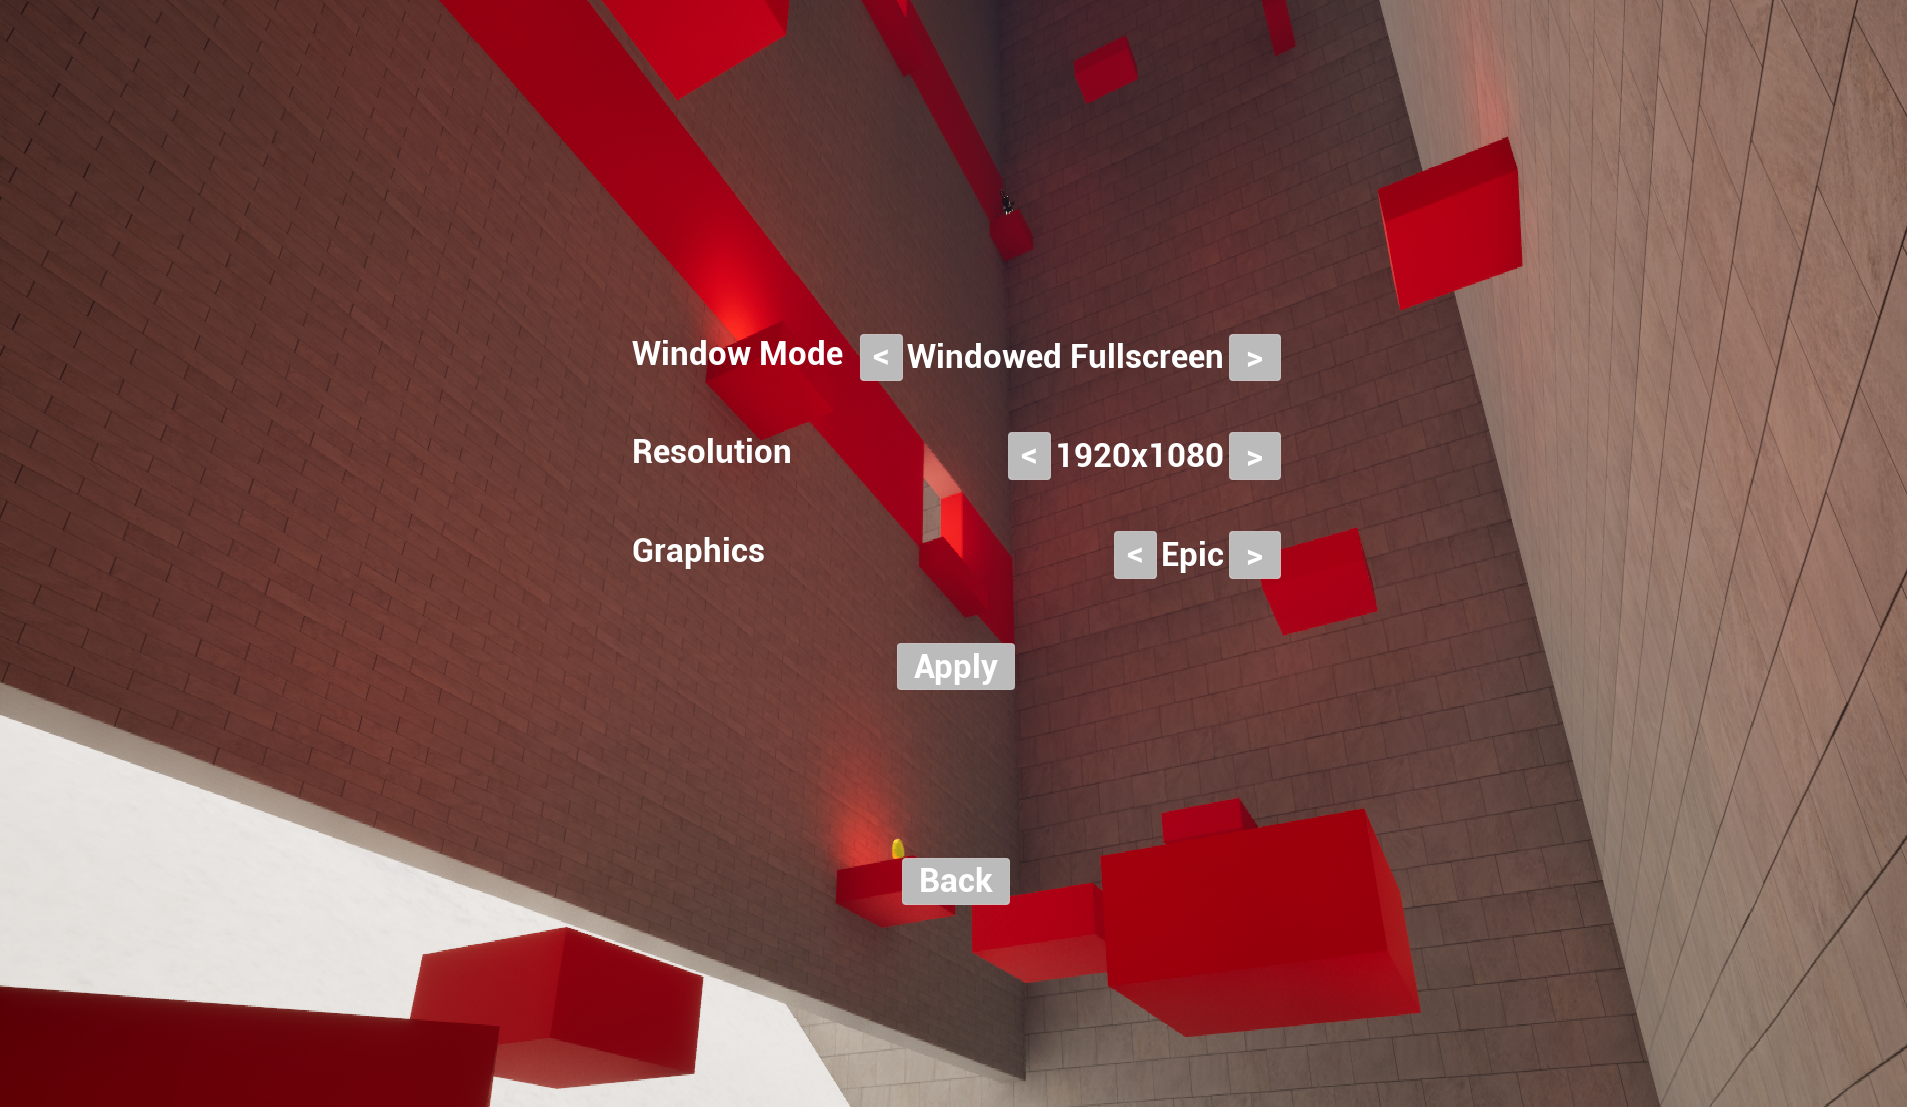 Window Mode < Windowed Fullscreen >
Resolution < 1920x1080 >
Graphics < Epic >
Apply
Back